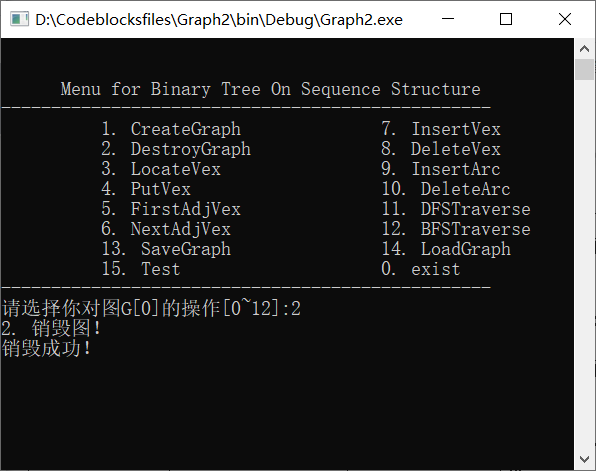 D:\Codeblocksfiles\Graph2\bin\Debug\Graph2.exe
Menu for Binary Tree On Sequence Structure
-------------------------------------------------
1. CreateGraph 7. InsertVex
2. DestroyGraph 8. DeleteVex
3. LocateVex 9. InsertArc
4. PutVex 10. DeleteArc
5. FirstAdjVex 11. DFSTraverse
6. NextAdjVex 12. BFSTraverse
13. SaveGraph 14. LoadGraph
15. Test 0. exist
-------------------------------------------------
请选择你对图G[0]的操作[0~12]:2
2. 销毁图!
销毁成功!